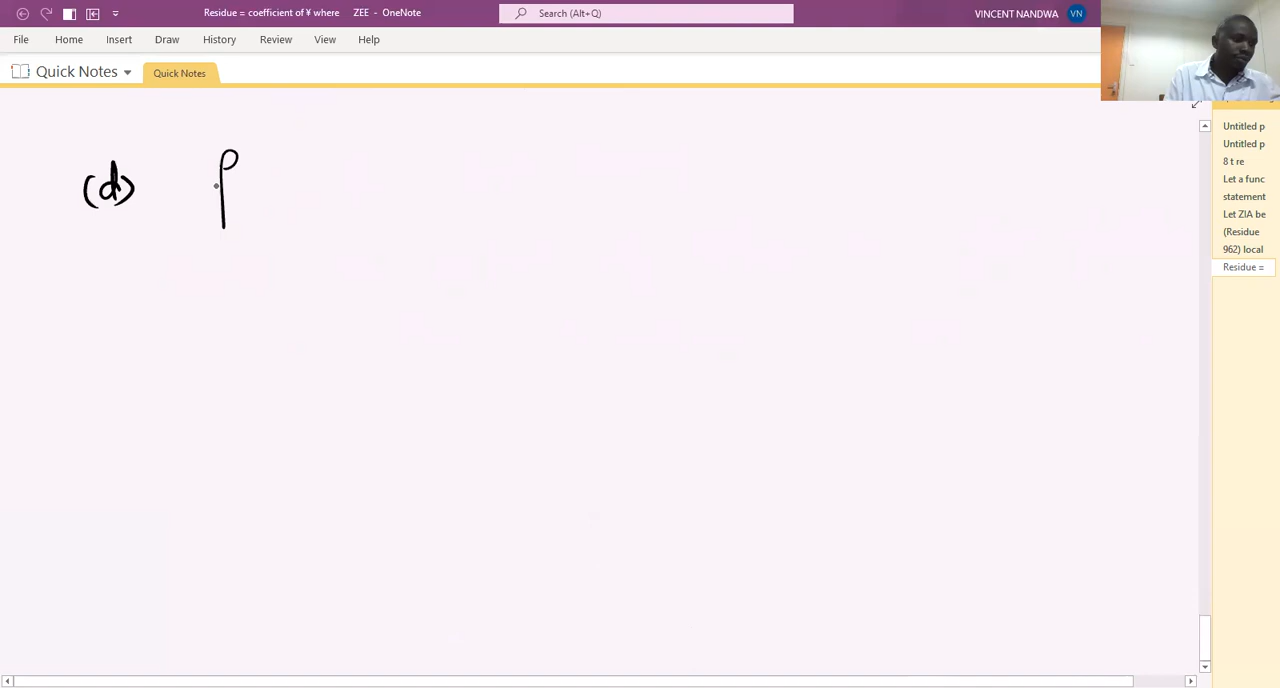 Residue = coefficient of ¥ where ZEE - OneNote
Search (Alt+Q)
VINCENT NANDWA VN
File Home Insert Draw History Review View Help
Quick Notes Quick Notes
Untitled p
Untitled p
8 t re
Let a func
statement
Let ZIA be
(Residue
962) local
Residue =
(d)